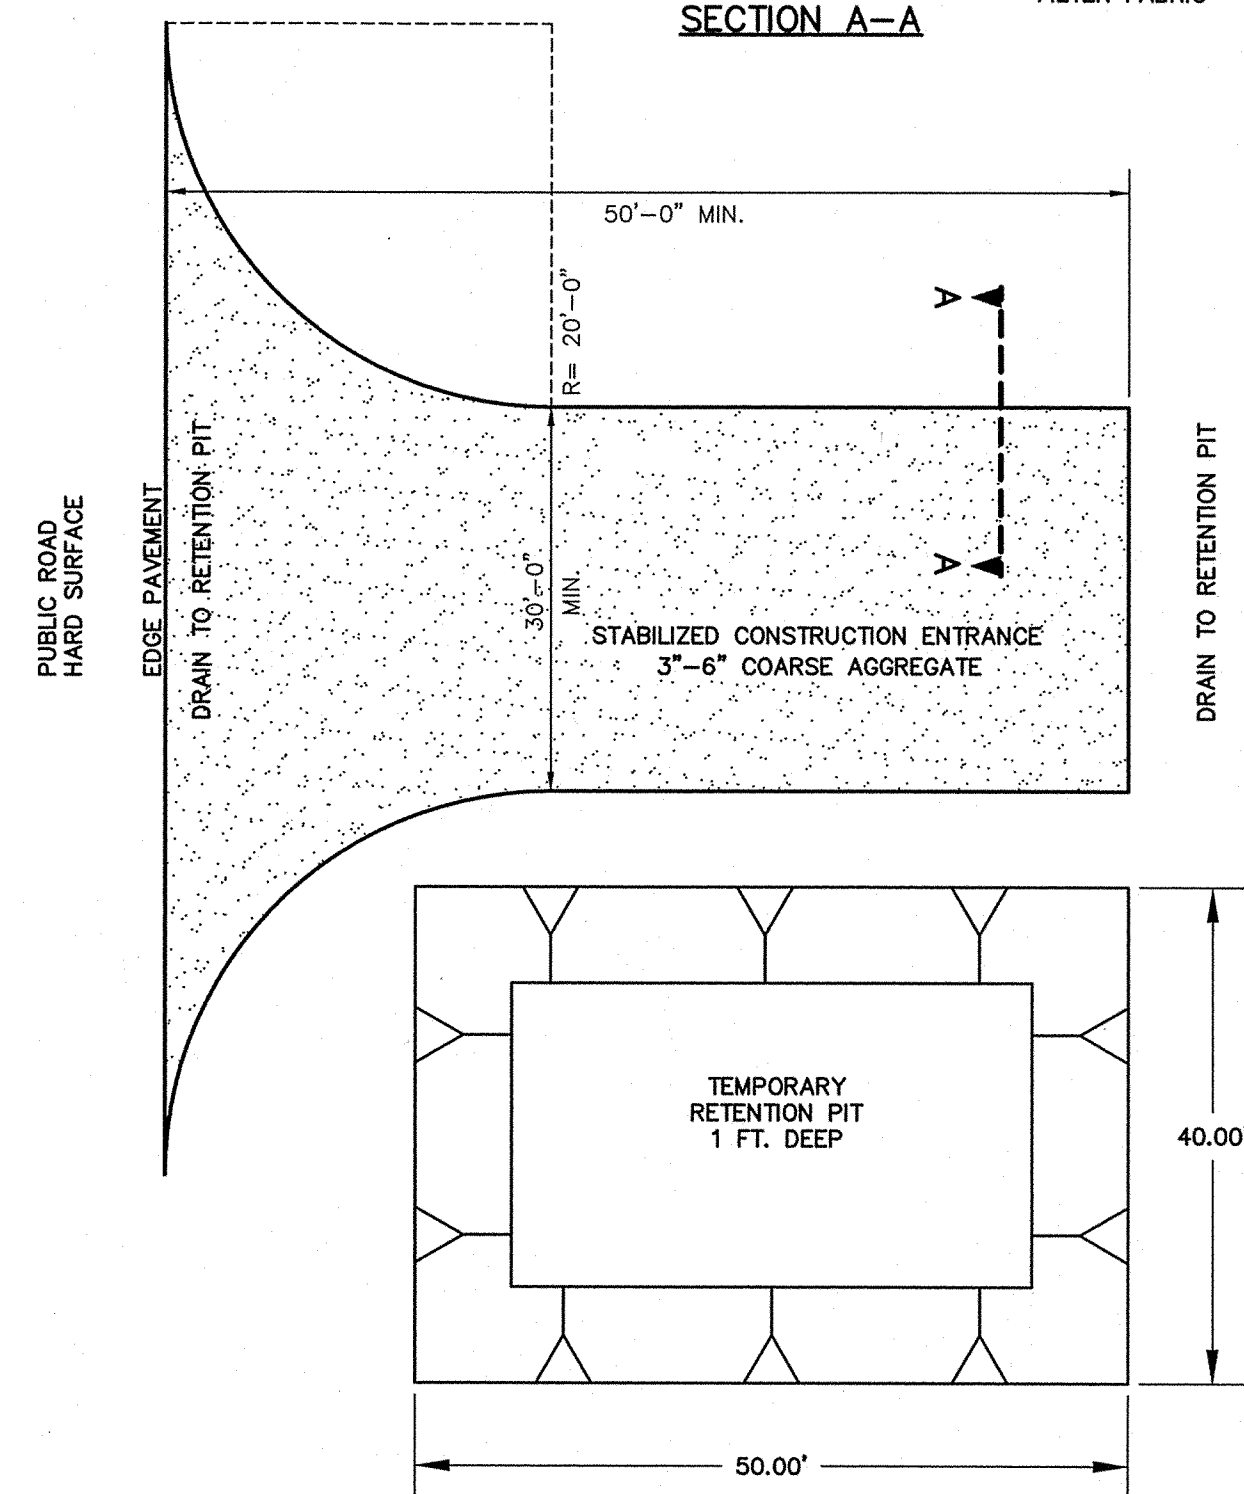 SECTION A-A
FILTER FABRIC
50'-0" MIN.
R= 20'-0"
A
A
PUBLIC ROAD
HARD SURFACE
EDGE PAVEMENT
DRAIN TO RETENTION PIT
30'-0"
MIN.
STABILIZED CONSTRUCTION ENTRANCE
3"-6" COARSE AGGREGATE
DRAIN TO RETENTION PIT
TEMPORARY
RETENTION PIT
1 FT. DEEP
40.00'
50.00'